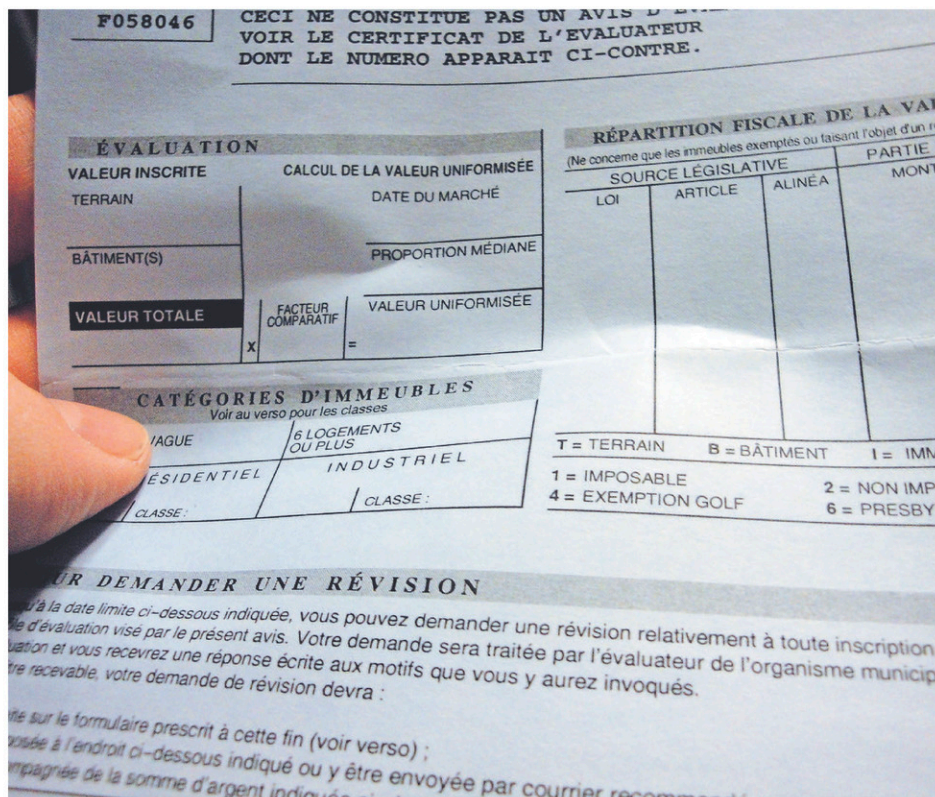 F058046
CECI NE CONSTITUE PAS UN AVIS
VOIR LE CERTIFICAT DE L'EVALUATEUR
DONT LE NUMERO APPARAIT CI-CONTRE.
ÉVALUATION
VALEUR INSCRITE
CALCUL DE LA VALEUR UNIFORMISÉE
TERRAIN
DATE DU MARCHÉ
BÂTIMENT(S)
PROPORTION MÉDIANE
VALEUR TOTALE
FACTEUR
COMPARATIF
VALEUR UNIFORMISÉE
X
=
CATÉGORIES D'IMMEUBLES
Voir au verso pour les classes
6 LOGEMENTS
OU PLUS
INDUSTRIEL
CLASSE :
CLASSE :
RÉPARTITION FISCALE DE LA
(Ne concerne que les immeubles exemptés ou faisant l'objet d'un
SOURCE LÉGISLATIVE
PARTIE
LOI
ARTICLE
ALINÉA
T = TERRAIN B = BÂTIMENT I =
1 = IMPOSABLE
2 = NON
4 = EXEMPTION GOLF
6 =
DEMANDER UNE RÉVISION
à la date limite ci-dessous indiquée, vous pouvez demander une révision relativement à toute inscription
d'évaluation visé par le présent avis. Votre demande sera traitée par l'évaluateur de l'organisme
et vous recevrez une réponse écrite aux motifs que vous y aurez invoqués.
recevable, votre demande de révision devra :
sur le formulaire prescrit à cette fin (voir verso) ;
à l'endroit ci-dessous indiqué ou y être envoyée par courrier
de la somme d'argent